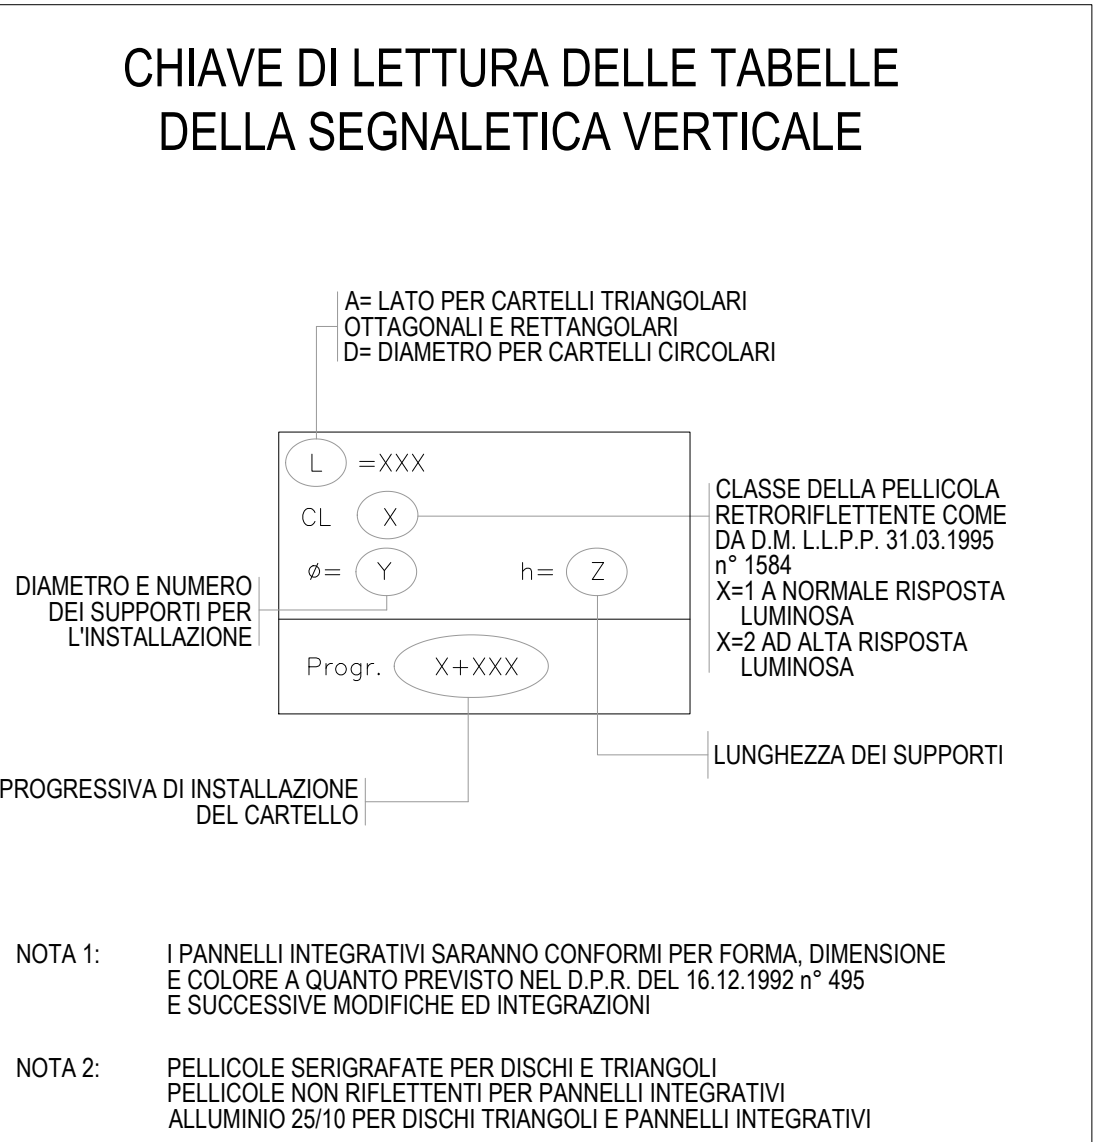 CHIAVE DI LETTURA DELLE TABELLE
DELLA SEGNALETICA VERTICALE
A= LATO PER CARTELLI TRIANGOLARI
OTTAGONALI E RETTANGOLARI
D= DIAMETRO PER CARTELLI CIRCOLARI
L =XXX
CL X
ø= Y h= Z
Progr. X+XXX
CLASSE DELLA PELLICOLA
RETRORIFLETTENTE COME
DA D.M. L.L.P.P. 31.03.1995
n° 1584
X=1 A NORMALE RISPOSTA
LUMINOSA
X=2 AD ALTA RISPOSTA
LUMINOSA
DIAMETRO E NUMERO
DEI SUPPORTI PER
L'INSTALLAZIONE
LUNGHEZZA DEI SUPPORTI
PROGRESSIVA DI INSTALLAZIONE
DEL CARTELLO
NOTA 1: I PANNELLI INTEGRATIVI SARANNO CONFORMI PER FORMA, DIMENSIONE
E COLORE A QUANTO PREVISTO NEL D.P.R. DEL 16.12.1992 n° 495
E SUCCESSIVE MODIFICHE ED INTEGRAZIONI
NOTA 2: PELLICOLE SERIGRAFATE PER DISCHI E TRIANGOLI
PELLICOLE NON RIFLETTENTI PER PANNELLI INTEGRATIVI
ALLUMINIO 25/10 PER DISCHI TRIANGOLI E PANNELLI INTEGRATIVI